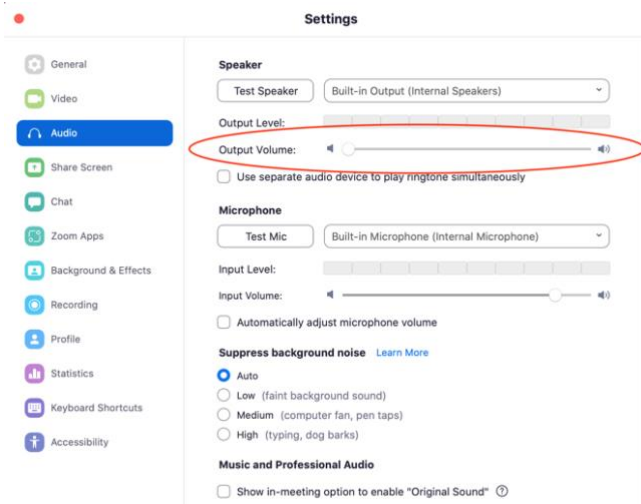 Settings
General
Video
Audio
Share Screen
Chat
Zoom Apps
Background & Effects
Recording
Profile
Statistics
Keyboard Shortcuts
Accessibility
Speaker
Test Speaker Built-in Output (Internal Speakers)
Output Level:
Output Volume:
Use separate audio device to play ringtone simultaneously
Microphone
Test Mic Built-in Microphone (Internal Microphone)
Input Level:
Input Volume:
Automatically adjust microphone volume
Suppress background noise Learn More
Auto
Low (faint background sound)
Medium (computer fan, pen taps)
High (typing, dog barks)
Music and Professional Audio
Show in-meeting option to enable "Original Sound" ?